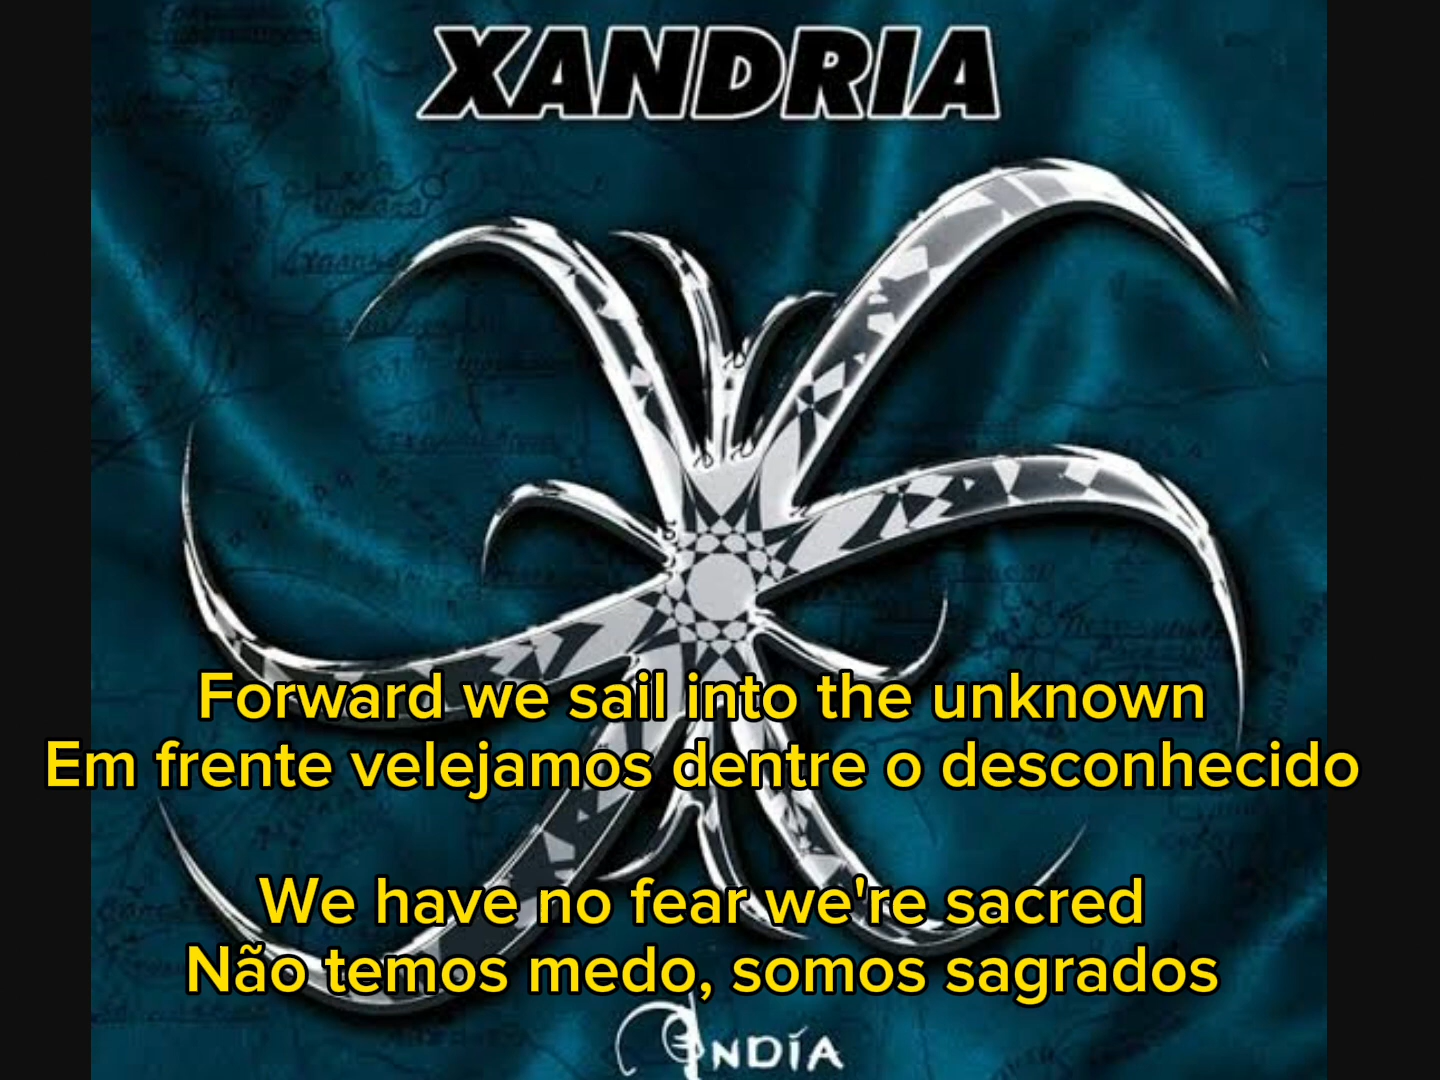 XANDRIA
Forward we sail into the unknown
Em frente velejamos dentre o desconhecido
We have no fear we're sacred
Não temos medo, somos sagrados
INDÍA